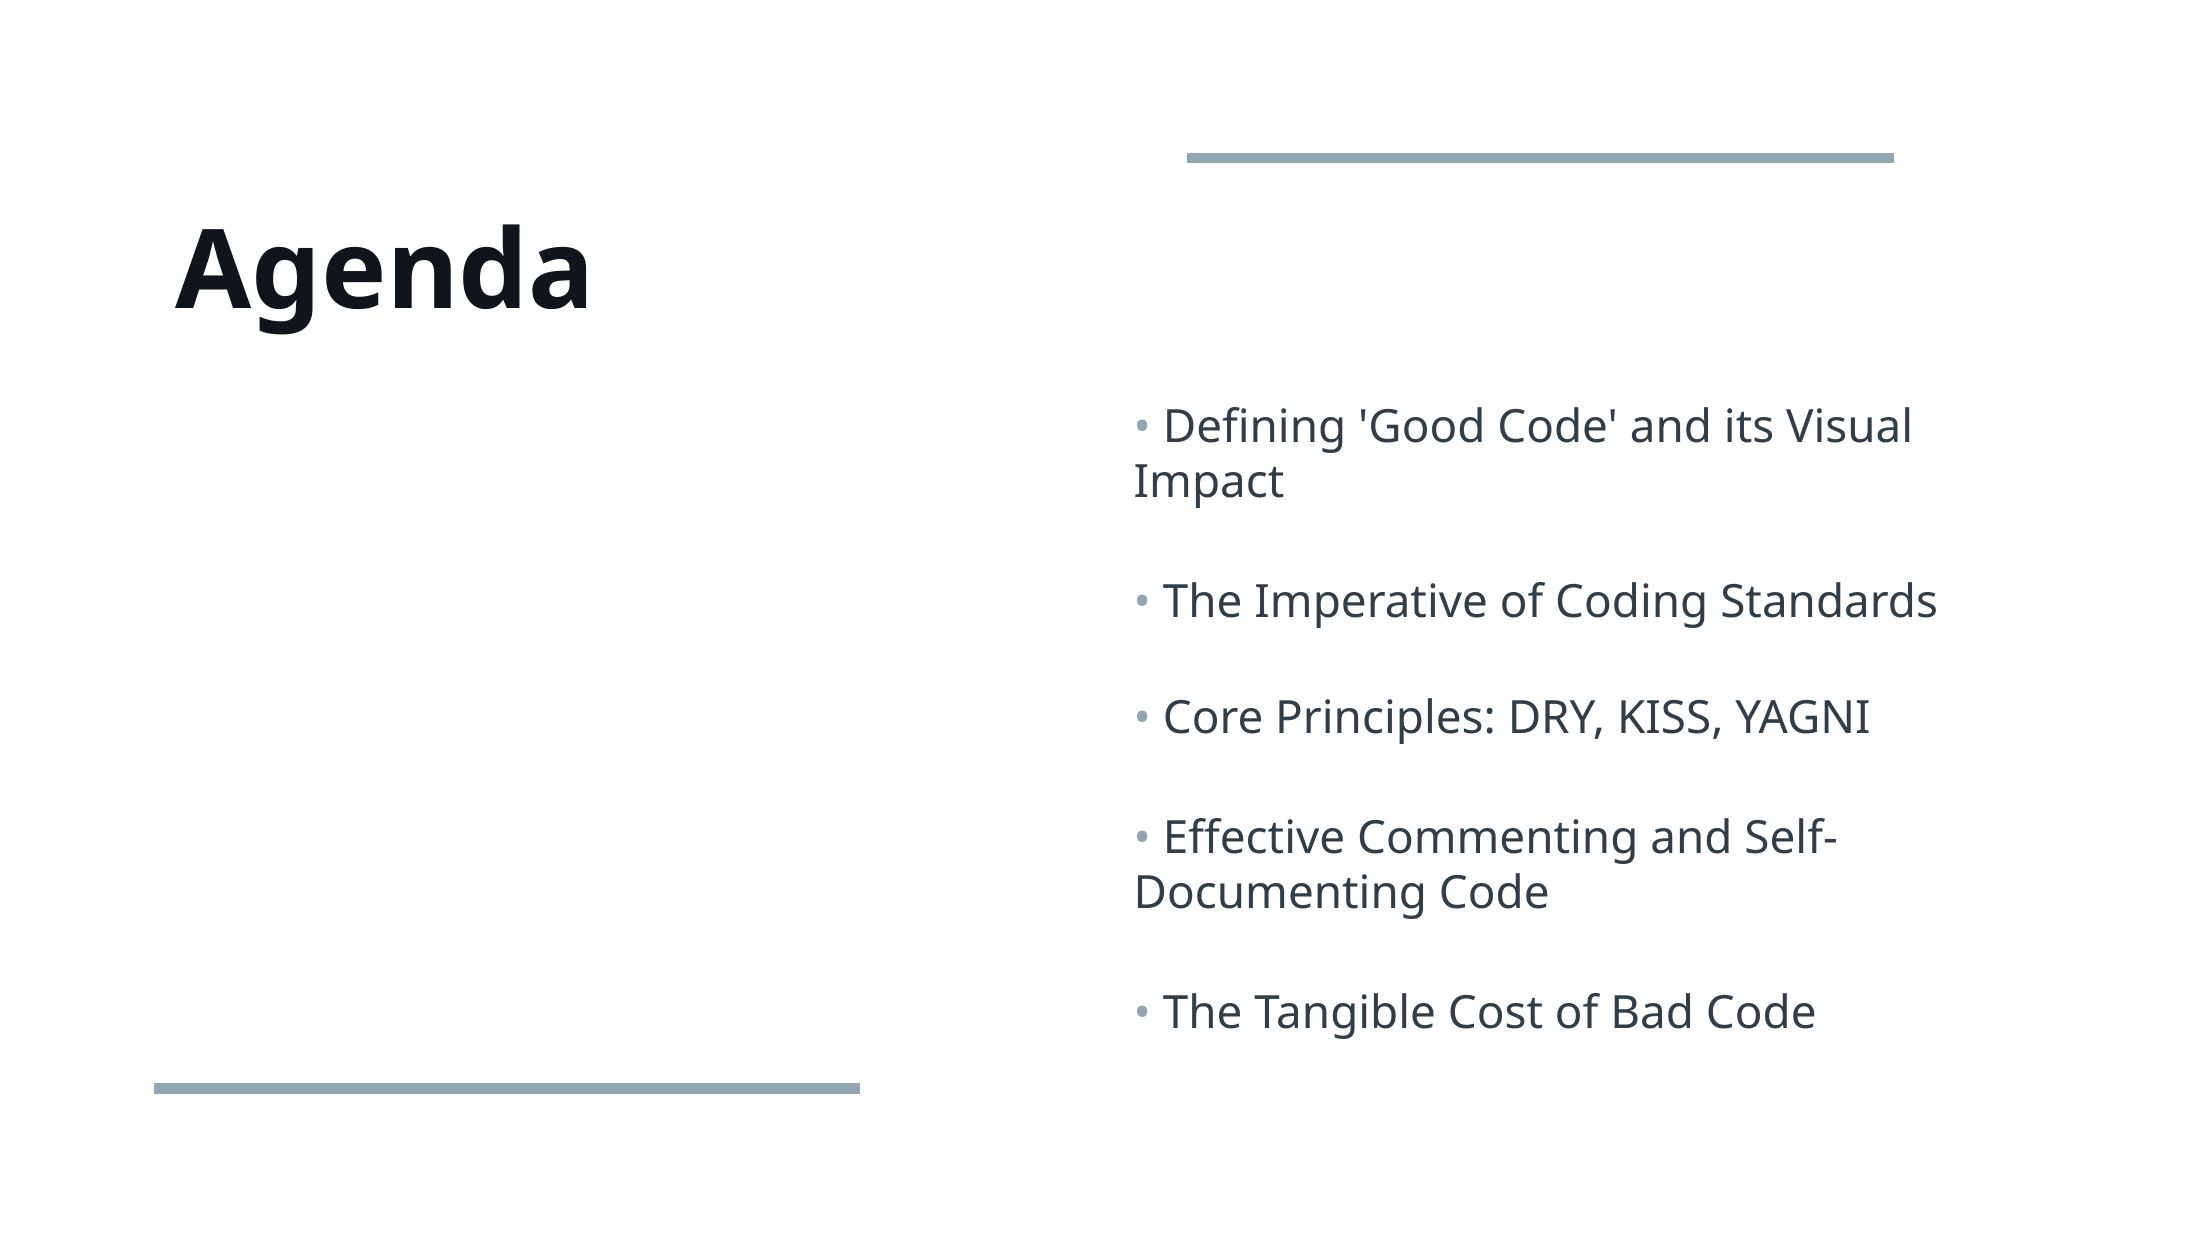 Agenda
• Defining 'Good Code' and its Visual
Impact
• The Imperative of Coding Standards
• Core Principles: DRY, KISS, YAGNI
• Effective Commenting and Self-
Documenting Code
• The Tangible Cost of Bad Code